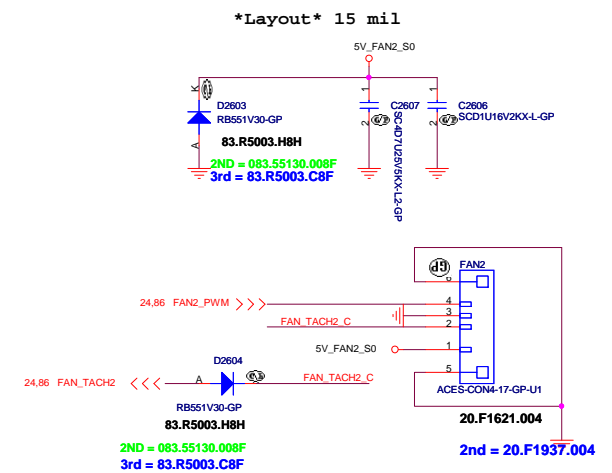 *Layout* 15 mil
5V_FAN2_S0
K
1
1
D2603
RB551V30-GP
C2607
SC4D7U25V5KX-L2-GP
C2606
SCD1U16V2KX-L-GP
2
2
A
83.R5003.H8H
2ND = 083.55130.008F
3rd = 83.R5003.C8F
GP
FAN2
6
24,86 FAN2_PWM
4
3
FAN_TACH2_C
2
5V_FAN2_S0
1
D2604
5
24,86 FAN_TACH2
A
FAN_TACH2_C
ACES-CON4-17-GP-U1
RB551V30-GP
83.R5003.H8H
20.F1621.004
2ND = 083.55130.008F
2nd = 20.F1937.004
3rd = 83.R5003.C8F